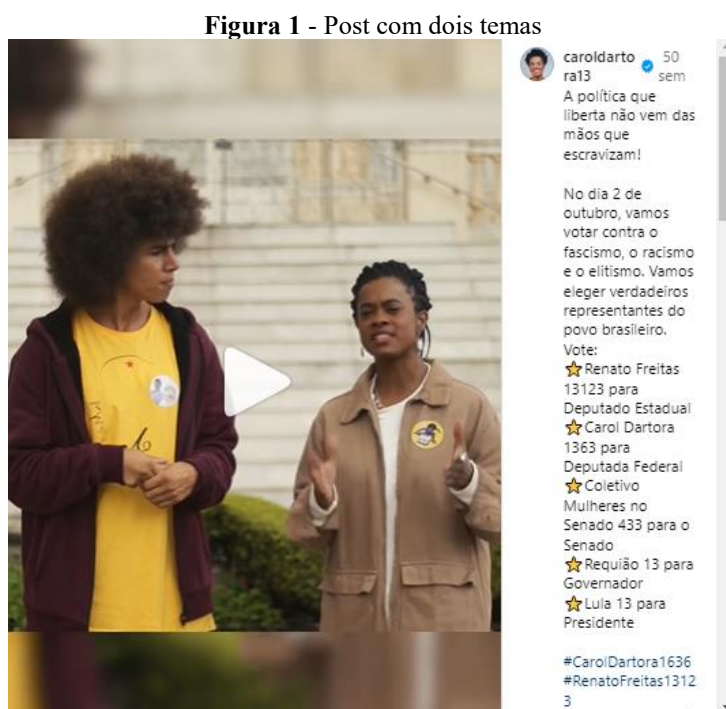 Figura 1 - Post com dois temas
caroldarto
ra13
50
sem
A política que
liberta não vem das
mãos que
escravizam!
No dia 2 de
outubro, vamos
votar contra o
fascismo, o racismo
e o elitismo. Vamos
eleger verdadeiros
representantes do
povo brasileiro.
Vote:
⭐Renato Freitas
13123 para
Deputado Estadual
⭐Carol Dartora
1363 para
Deputada Federal
⭐Coletivo
Mulheres no
Senado 433 para o
Senado
⭐Requião 13 para
Governador
⭐Lula 13 para
Presidente
#CarolDartora1636
#RenatoFreitas1312
3